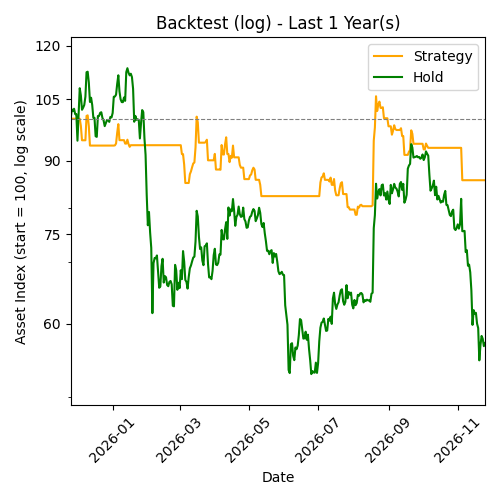 Backtest (log) - Last 1 Year(s)
Strategy
Hold
Asset Index (start = 100, log scale)
120
105
90
75
60
2026-01
2026-03
2026-05
2026-07
2026-09
2026-11
Date